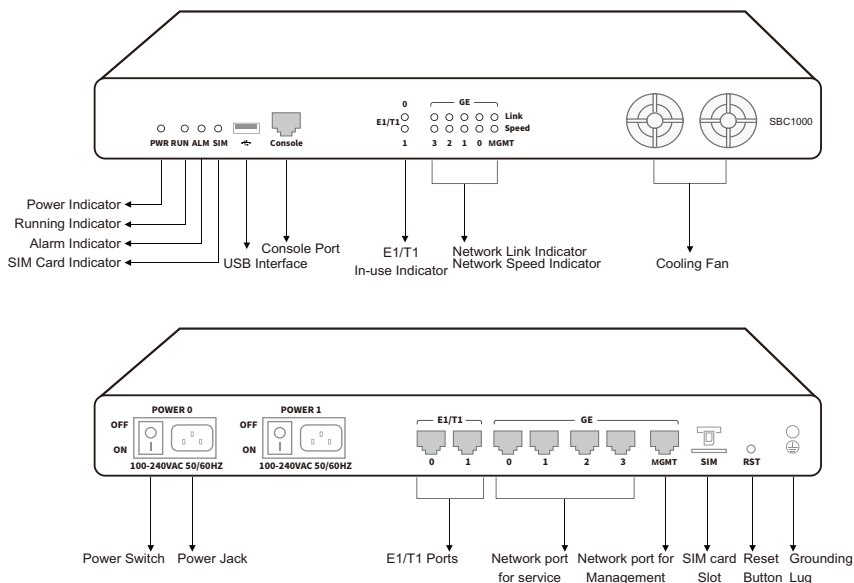 0
GE
Link
E1/T1
Speed
SBC1000
PWR RUN ALM SIM
Console
1
3 2 1 0 MGMT
Power Indicator
Running Indicator
Alarm Indicator
SIM Card Indicator
USB Interface
Console Port
E1/T1
In-use Indicator
Network Link Indicator
Network Speed Indicator
Cooling Fan
POWER 0
POWER 1
OFF
ON
OFF
ON
100-240VAC 50/60HZ
100-240VAC 50/60HZ
E1/T1
GE
0 1 0 1 2 3 MGMT SIM RST
Power Switch
Power Jack
E1/T1 Ports
Network port
for service
Network port for
Management
SIM card
Slot
Reset
Button
Grounding
Lug